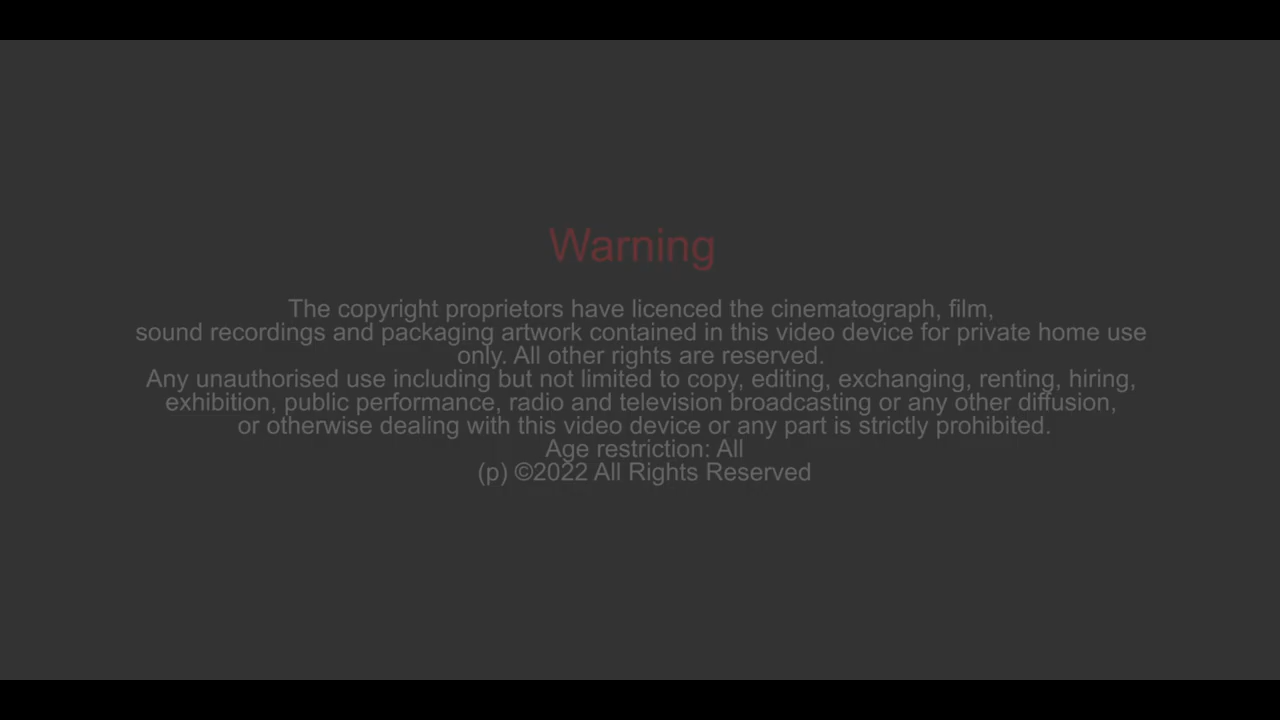 Warning
The copyright proprietors have licenced the cinematograph, film,
sound recordings and packaging artwork contained in this video device for private home use
only. All other rights are reserved.
Any unauthorised use including but not limited to copy, editing, exchanging, renting, hiring,
exhibition, public performance, radio and television broadcasting or any other diffusion,
or otherwise dealing with this video device or any part is strictly prohibited.
Age restriction: All
(p) ©2022 All Rights Reserved